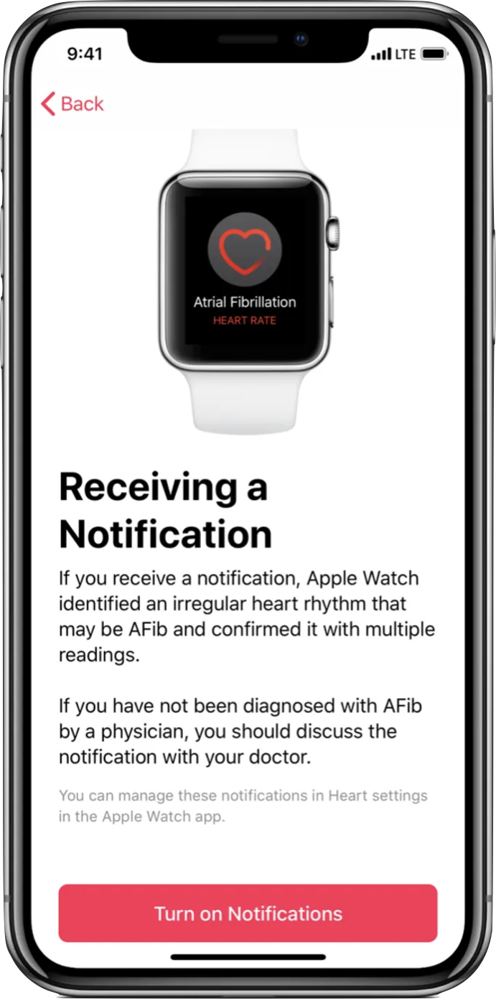 9:41
LTE
Back
Atrial Fibrillation
HEART RATE
Receiving a
Notification
If you receive a notification, Apple Watch
identified an irregular heart rhythm that
may be AFib and confirmed it with multiple
readings.
If you have not been diagnosed with AFib
by a physician, you should discuss the
notification with your doctor.
You can manage these notifications in Heart settings
in the Apple Watch app.
Turn on Notifications